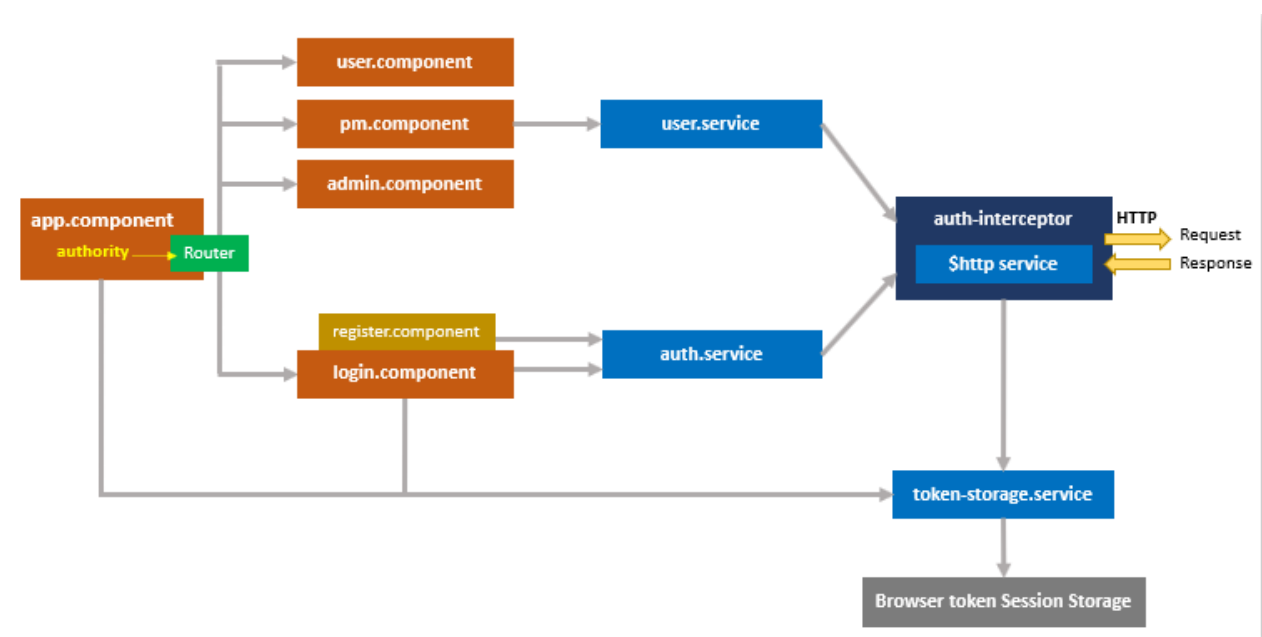 user.component
pm.component
user.service
admin.component
app.component
authority
Router
auth-interceptor
$http service
HTTP
Request
Response
register.component
login.component
auth.service
token-storage.service
Browser token Session Storage